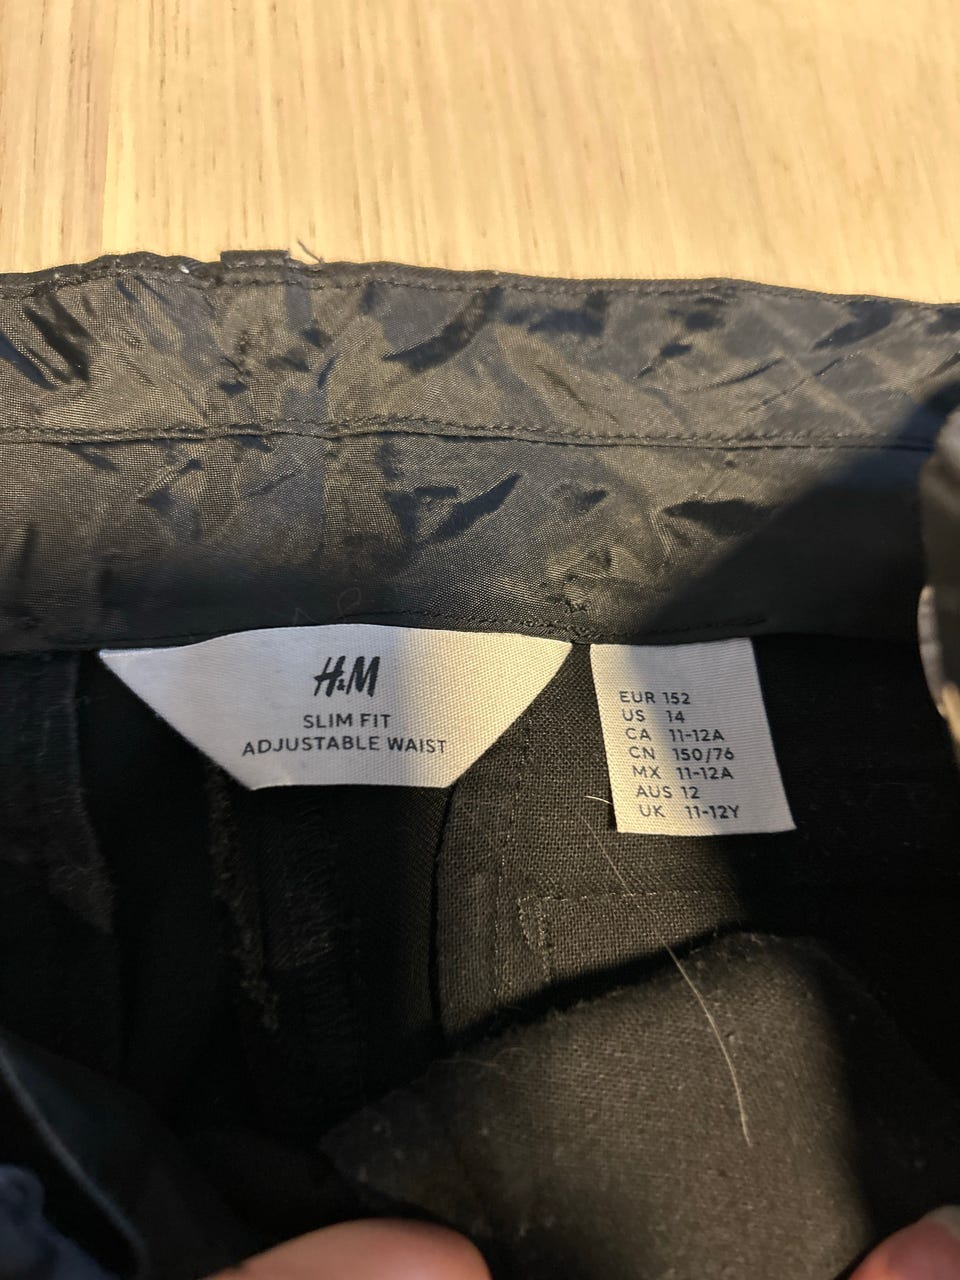 H&M
SLIM FIT
ADJUSTABLE WAIST
EUR 152
US 14
CA 11-12A
CN 150/76
MX 11-12A
AUS 12
UK 11-12Y